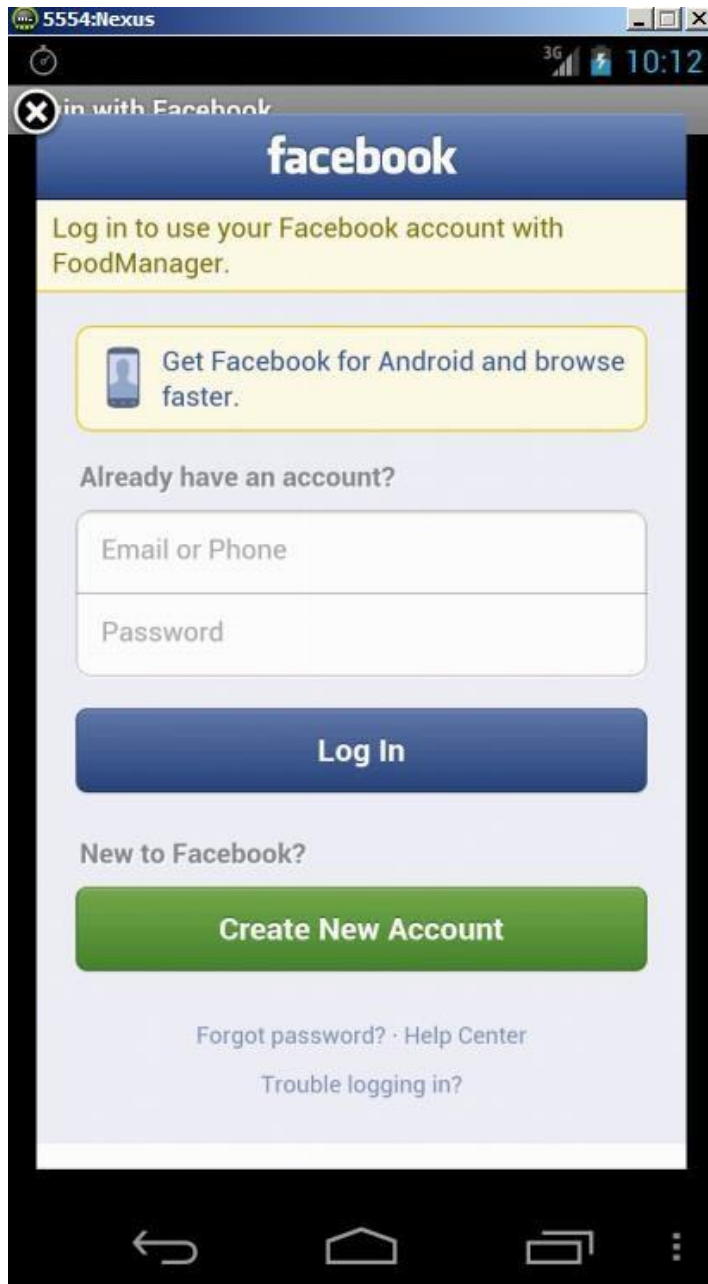 5554:Nexus
3G 10:12
in with Facebook
facebook
Log in to use your Facebook account with
FoodManager.
Get Facebook for Android and browse
faster.
Already have an account?
Email or Phone
Password
Log In
New to Facebook?
Create New Account
Forgot password? · Help Center
Trouble logging in?